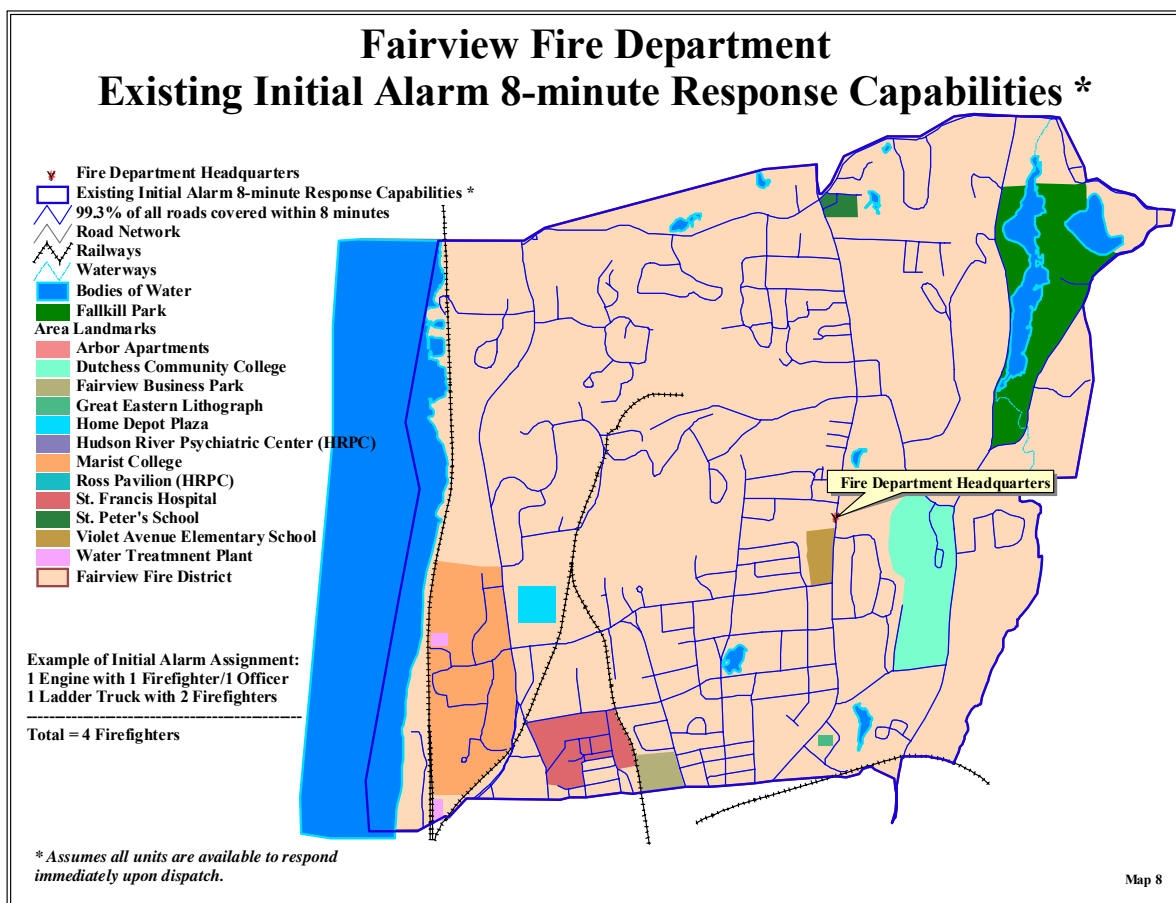 Fairview Fire Department
Existing Initial Alarm 8-minute Response Capabilities *
Fire Department Headquarters
Existing Initial Alarm 8-minute Response Capabilities *
99.3% of all roads covered within 8 minutes
Road Network
Railways
Waterways
Bodies of Water
Fallkill Park
Area Landmarks
Arbor Apartments
Dutchess Community College
Fairview Business Park
Great Eastern Lithograph
Home Depot Plaza
Hudson River Psychiatric Center (HRPC)
Marist College
Ross Pavilion (HRPC)
St. Francis Hospital
St. Peter's School
Violet Avenue Elementary School
Water Treatmnent Plant
Fairview Fire District
Fire Department Headquarters
Example of Initial Alarm Assignment:
1 Engine with 1 Firefighter/1 Officer
1 Ladder Truck with 2 Firefighters
Total = 4 Firefighters
* Assumes all units are available to respond
immediately upon dispatch.
Map 8